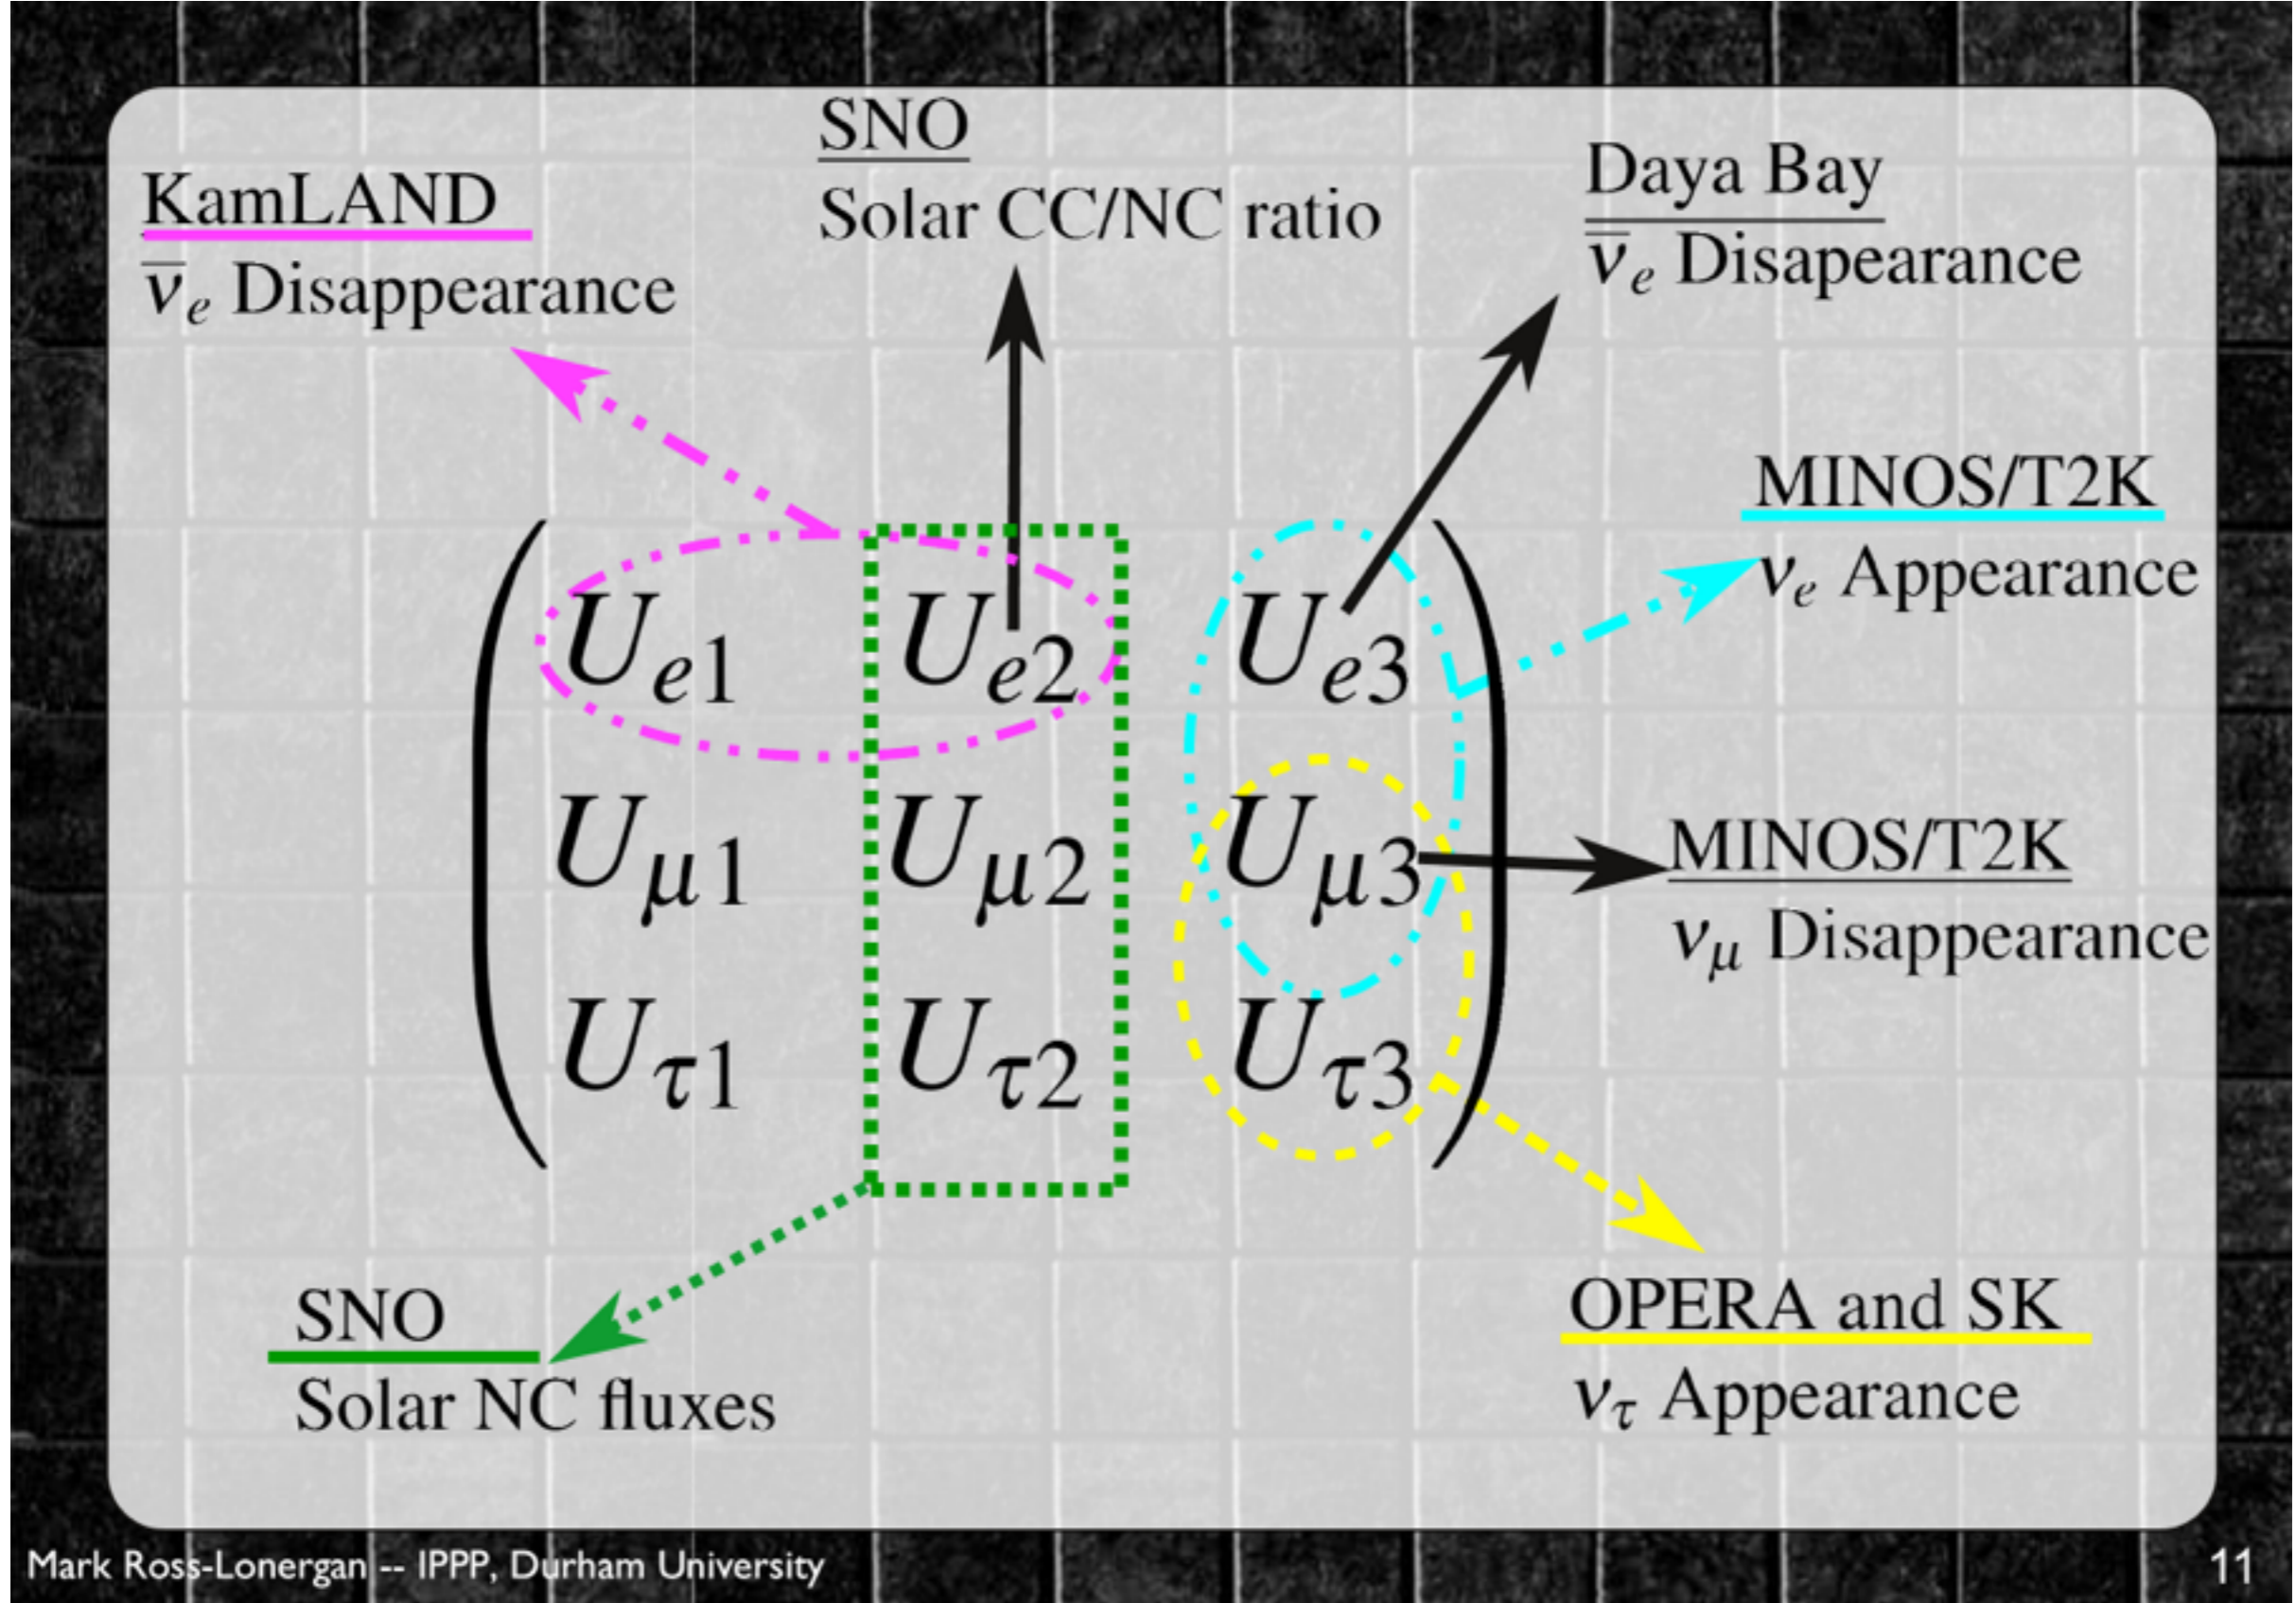 SNO
Solar CC/NC ratio
KamLAND
ν̅e Disappearance
Daya Bay
ν̅e Disapearance
MINOS/T2K
νe Appearance
Ue1 Ue2 Ue3
Uμ1 Uμ2 Uμ3
Uτ1 Uτ2 Uτ3
MINOS/T2K
νμ Disappearance
SNO
Solar NC fluxes
OPERA and SK
ντ Appearance
Mark Ross-Lonergan -- IPPP, Durham University
11